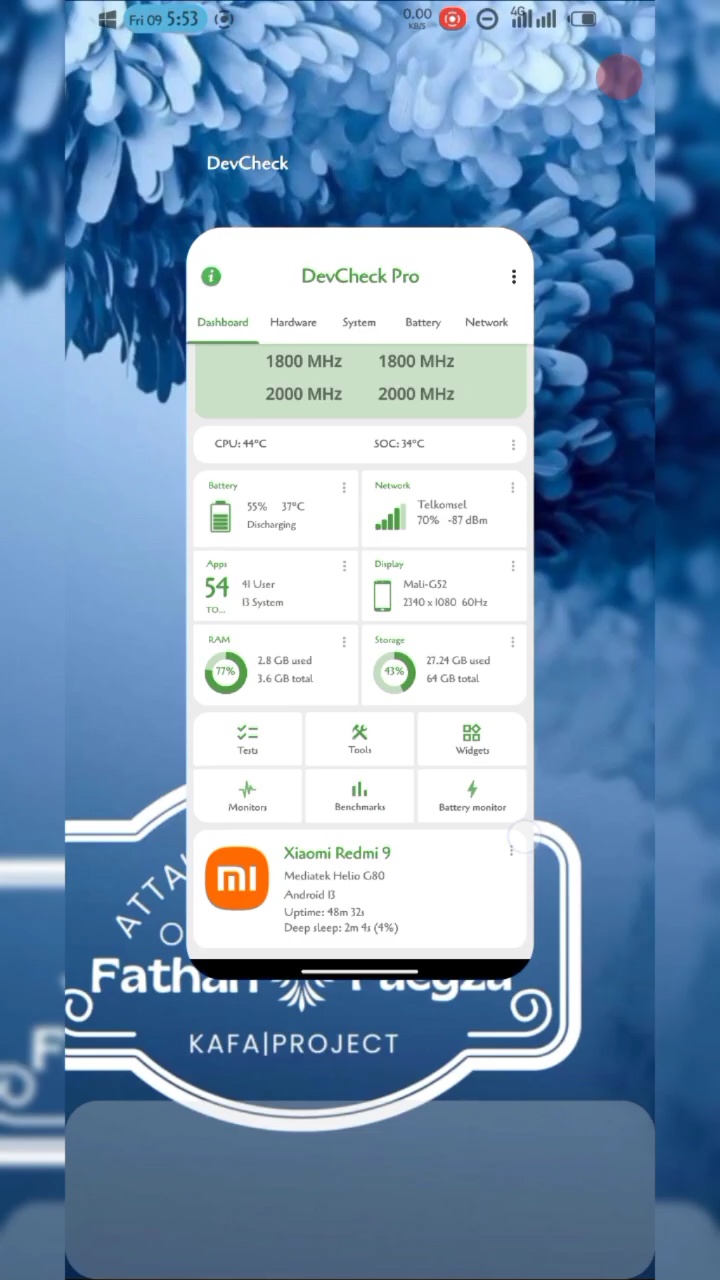 Fri 09 5:53
0.00
KB/S
4G
DevCheck
DevCheck Pro
Dashboard Hardware System Battery Network
1800 MHz 1800 MHz
2000 MHz 2000 MHz
CPU: 44°C SOC: 34°C
Battery
55% 37°C
Discharging
Network
Telkomsel
70% -87 dBm
Apps
54
TO...
41 User
13 System
Display
Mali-G52
2340 x 1080 60Hz
RAM
77%
2.8 GB used
3.6 GB total
Storage
43%
27.24 GB used
64 GB total
Tests Tools Widgets
Monitors Benchmarks Battery monitor
Xiaomi Redmi 9
Mediatek Helio G80
Android 13
Uptime: 48m 32s
Deep sleep: 2m 4s (4%)
ATTA
Fathan
KAFA|PROJECT